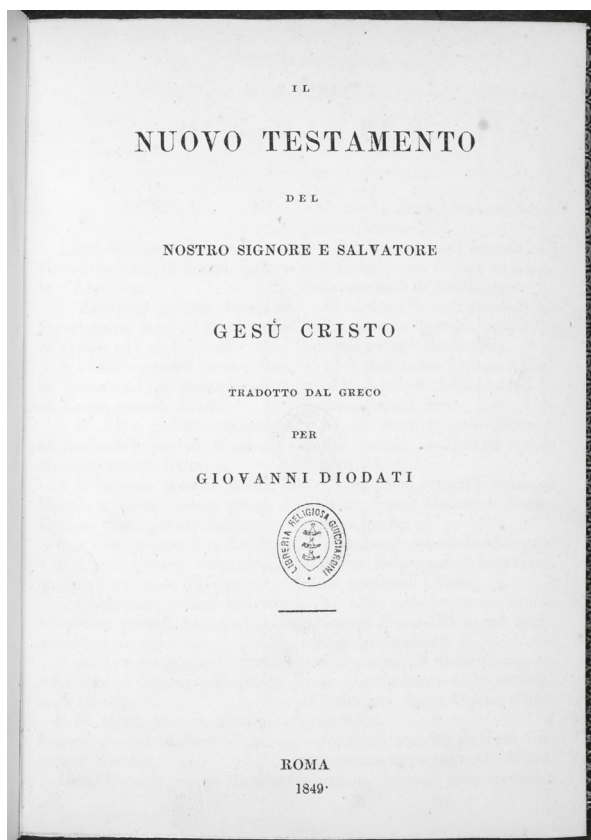 IL
NUOVO TESTAMENTO
DEL
NOSTRO SIGNORE E SALVATORE
GESÙ CRISTO
TRADOTTO DAL GRECO
PER
GIOVANNI DIODATI
LIBRERIA RELIGIOSA GUICCIARDINI
ROMA
1849·